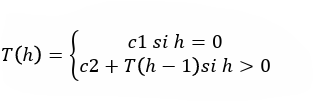 c1 si h = 0
T(h) = {
c2 + T(h − 1)si h > 0